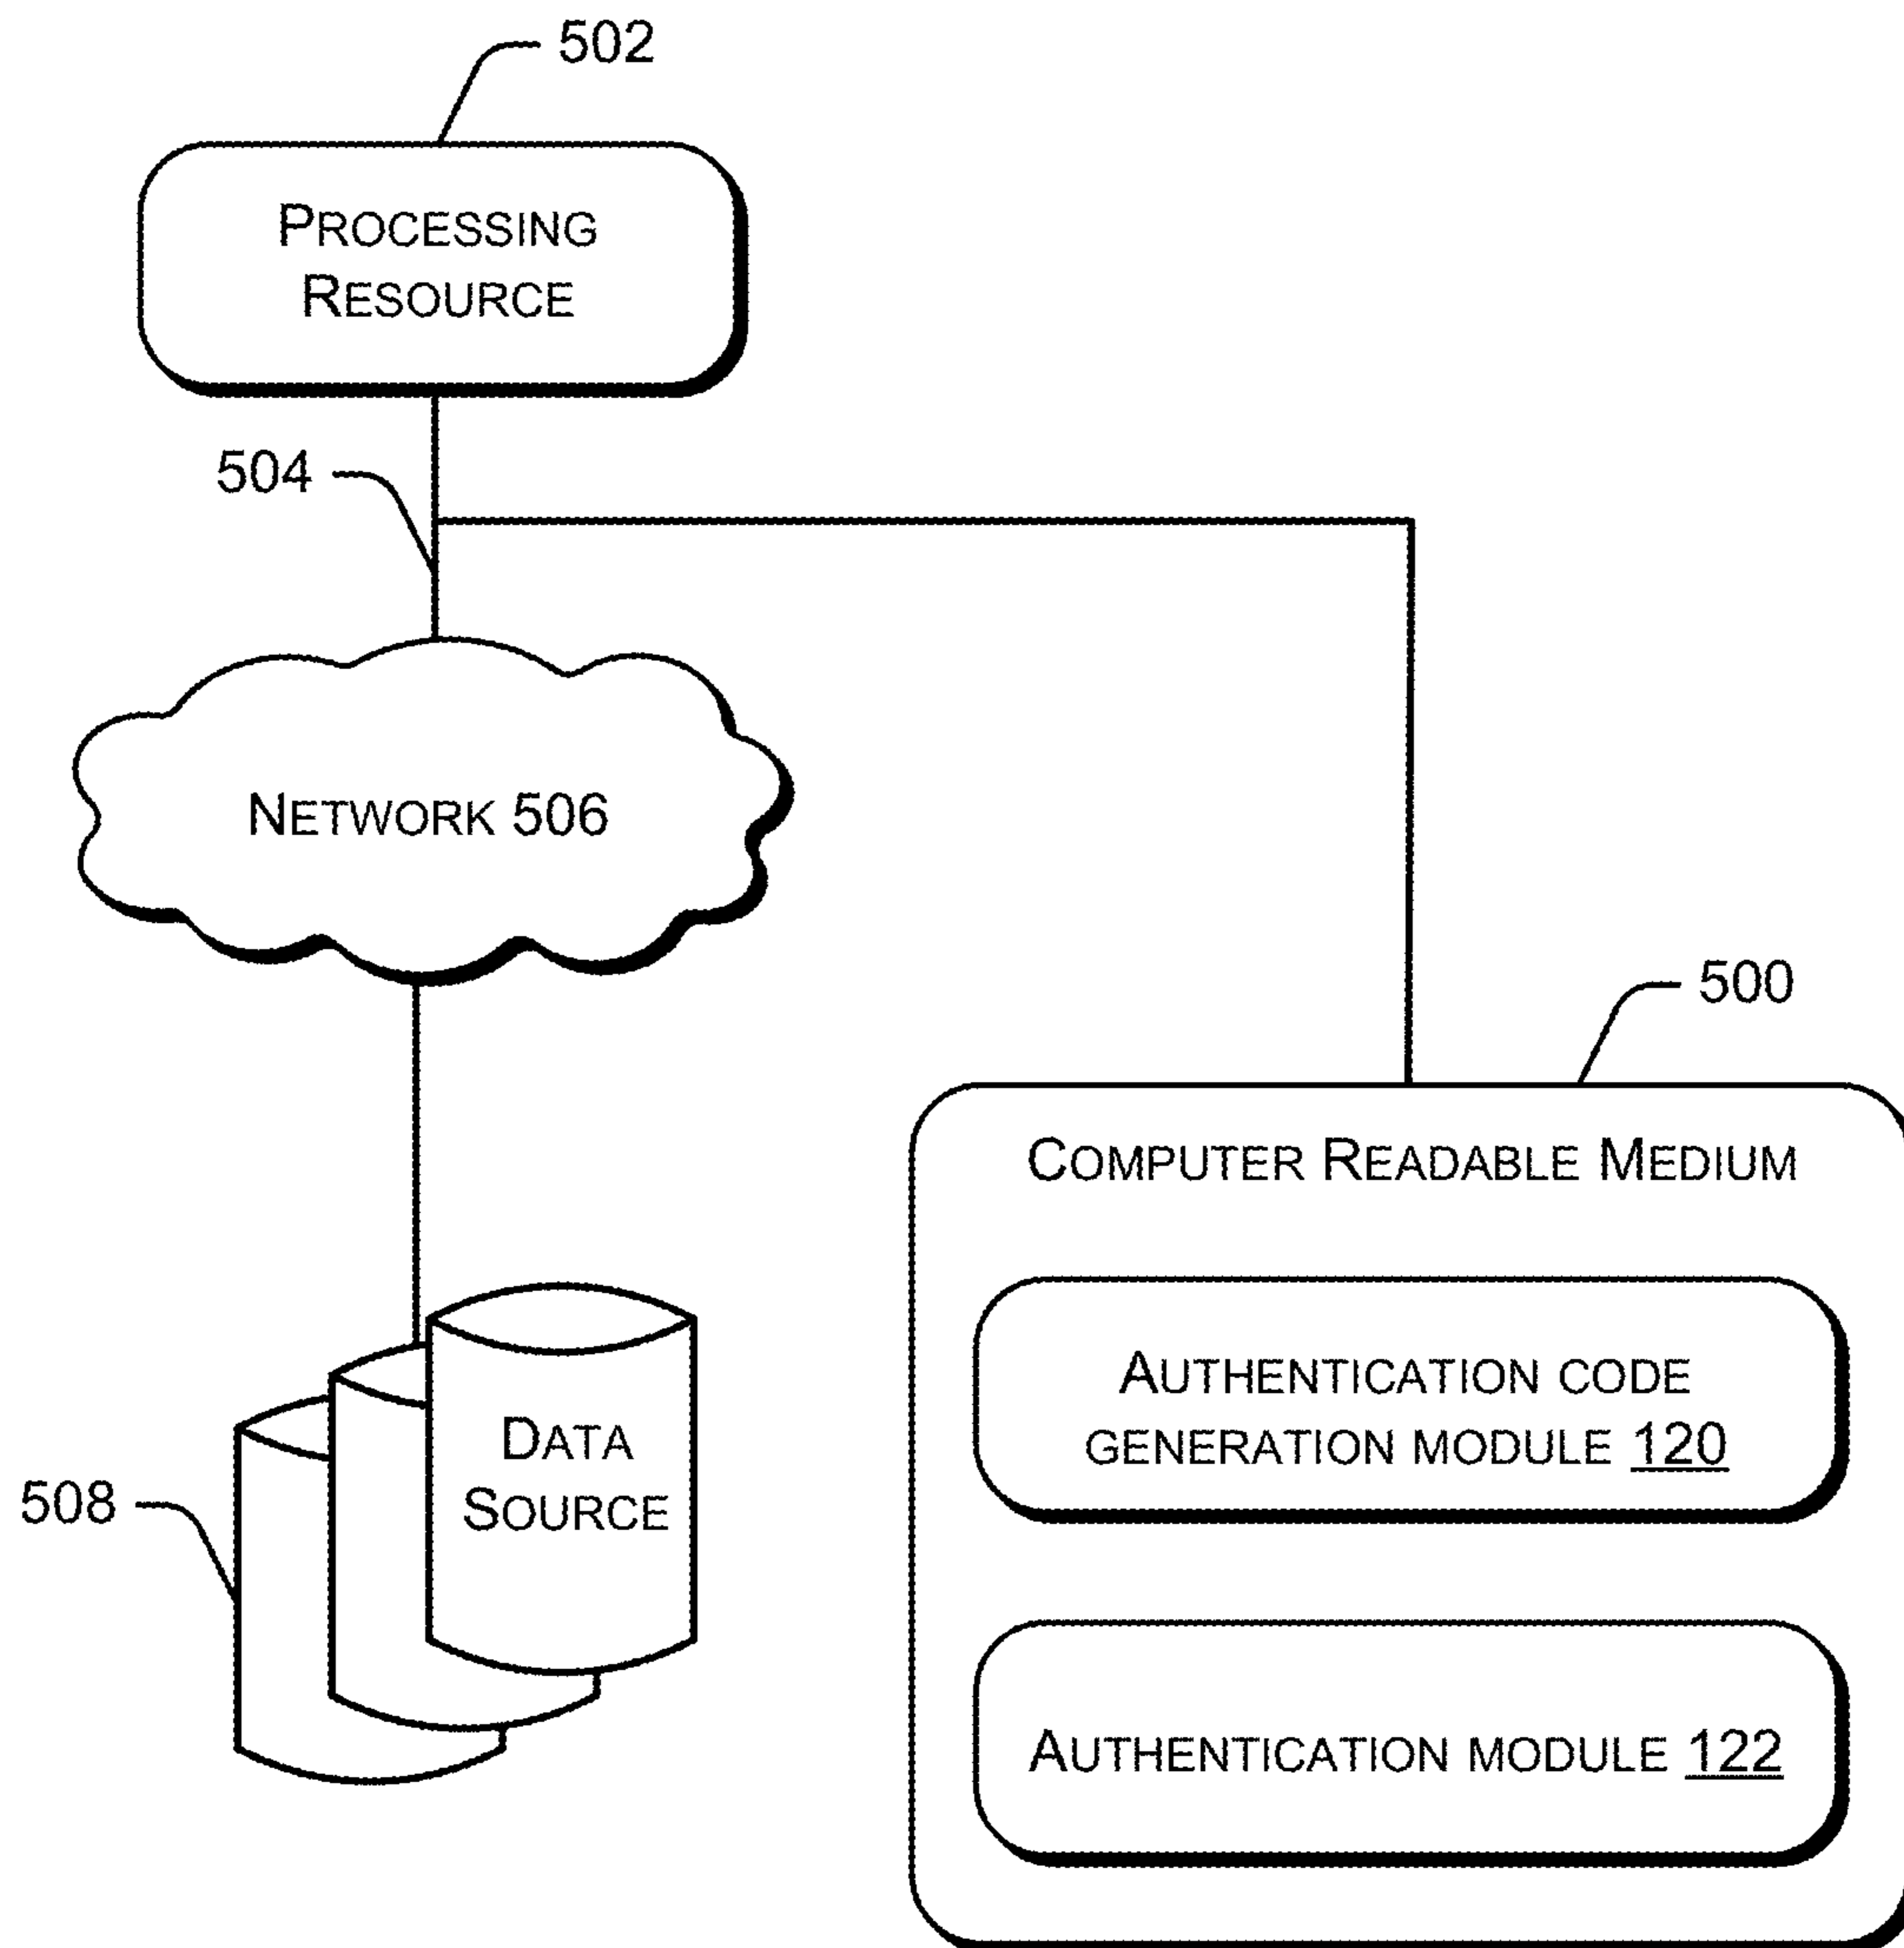 502
PROCESSING
RESOURCE
504
NETWORK 506
500
COMPUTER READABLE MEDIUM
AUTHENTICATION CODE
GENERATION MODULE 120
DATA
SOURCE
508
AUTHENTICATION MODULE 122